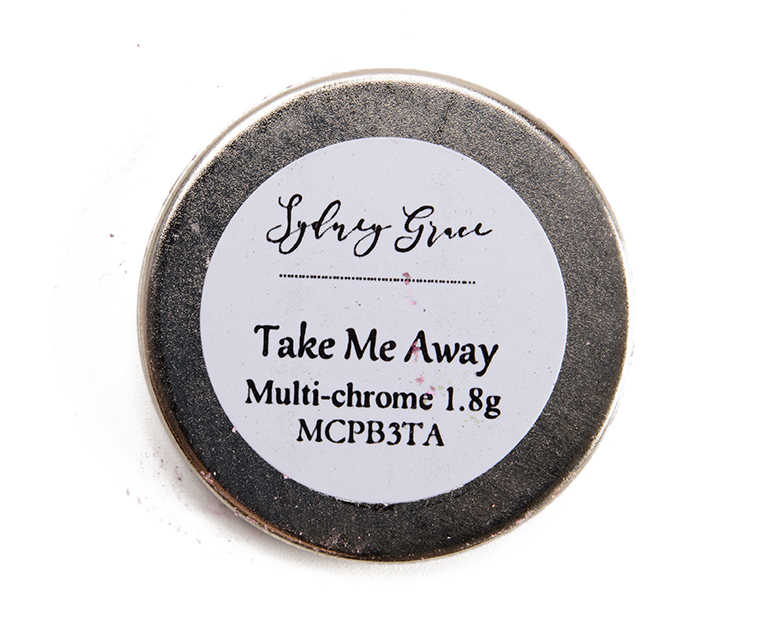 Sydney Grace
Take Me Away
Multi-chrome 1.8g
MCPB3TA